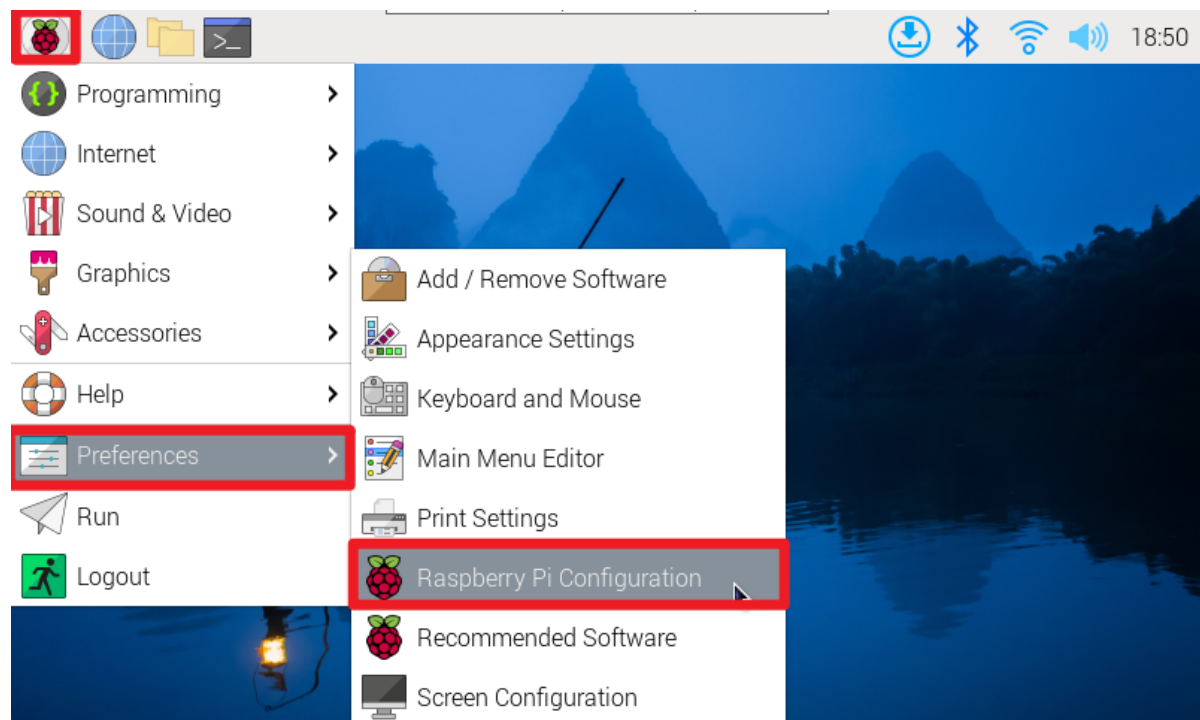 18:50
Programming
Internet
Sound & Video
Graphics
Accessories
Help
Preferences
Run
Logout
Add / Remove Software
Appearance Settings
Keyboard and Mouse
Main Menu Editor
Print Settings
Raspberry Pi Configuration
Recommended Software
Screen Configuration